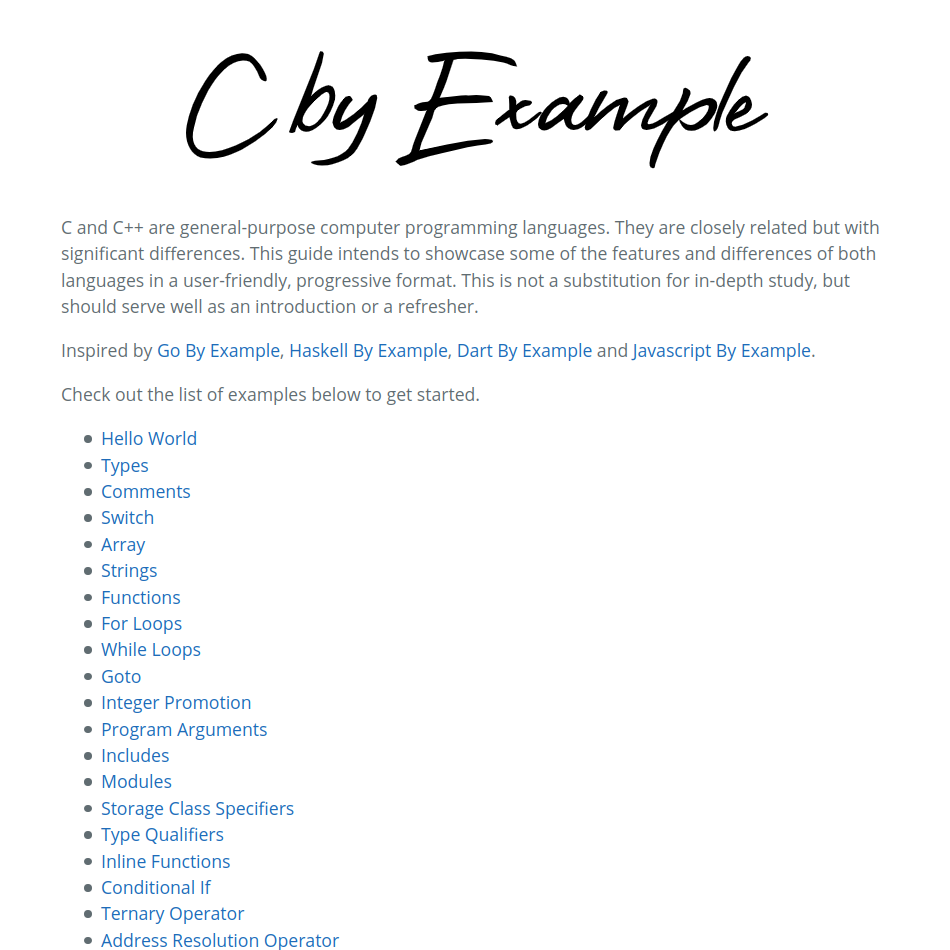 C by Example
C and C++ are general-purpose computer programming languages. They are closely related but with
significant differences. This guide intends to showcase some of the features and differences of both
languages in a user-friendly, progressive format. This is not a substitution for in-depth study, but
should serve well as an introduction or a refresher.
Inspired by Go By Example, Haskell By Example, Dart By Example and Javascript By Example.
Check out the list of examples below to get started.
Hello World
Types
Comments
Switch
Array
Strings
Functions
For Loops
While Loops
Goto
Integer Promotion
Program Arguments
Includes
Modules
Storage Class Specifiers
Type Qualifiers
Inline Functions
Conditional If
Ternary Operator
Address Resolution Operator